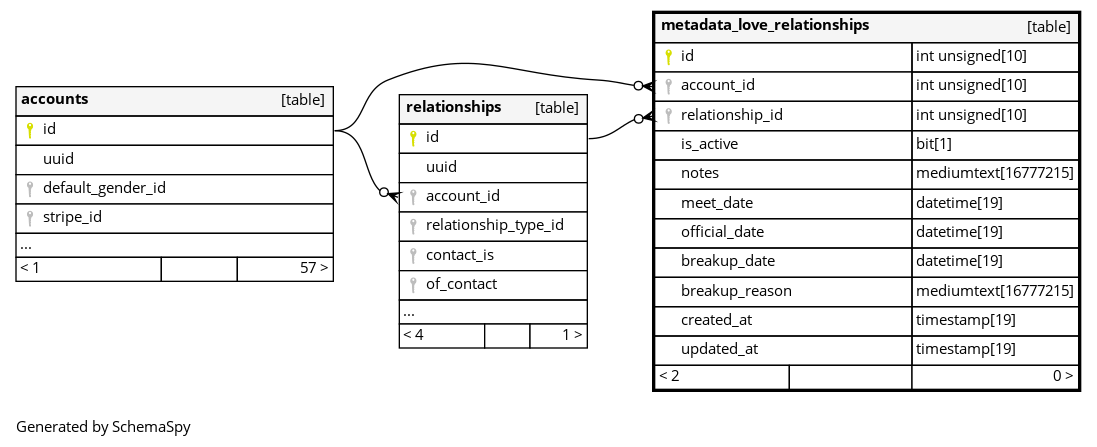 accounts [table]
id
uuid
default_gender_id
stripe_id
...
< 1 57 >
relationships [table]
id
uuid
account_id
relationship_type_id
contact_is
of_contact
...
< 4 1 >
metadata_love_relationships [table]
id int unsigned[10]
account_id int unsigned[10]
relationship_id int unsigned[10]
is_active bit[1]
notes mediumtext[16777215]
meet_date datetime[19]
official_date datetime[19]
breakup_date datetime[19]
breakup_reason mediumtext[16777215]
created_at timestamp[19]
updated_at timestamp[19]
< 2 0 >
Generated by SchemaSpy